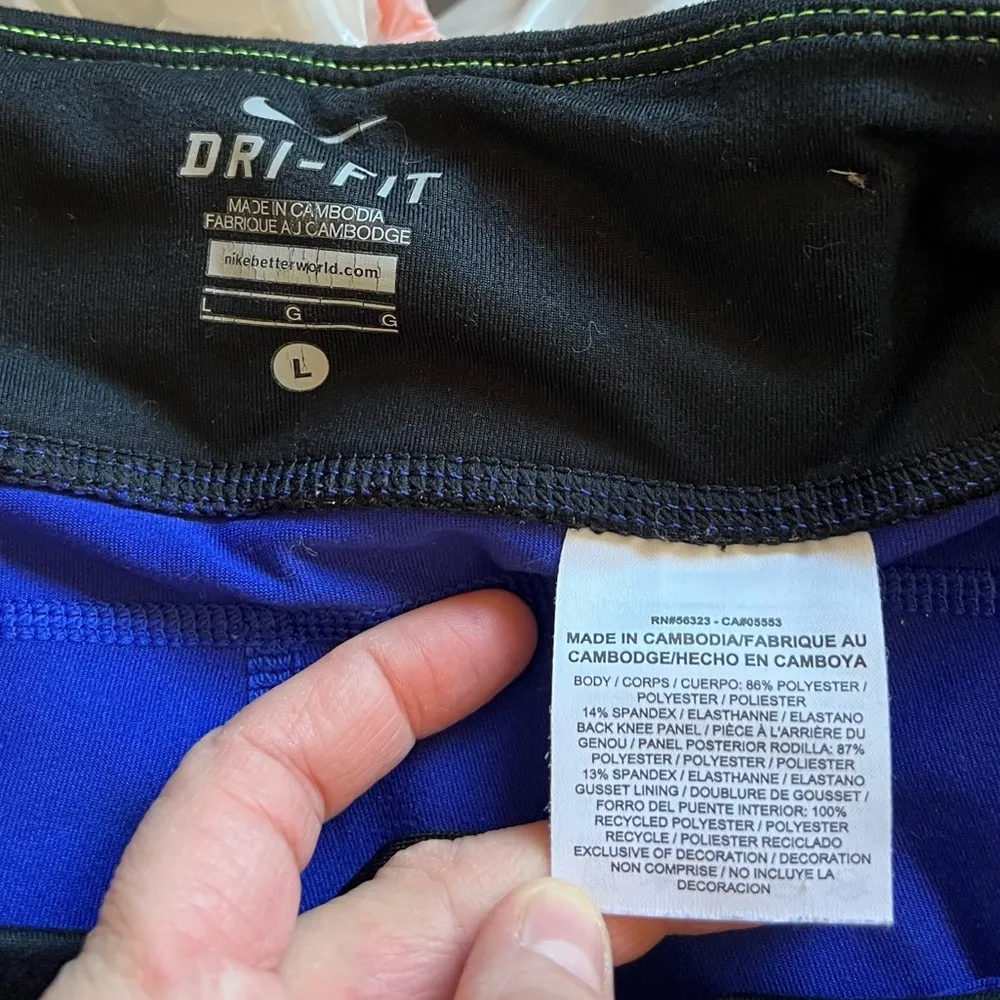 DRI-FIT
MADE IN CAMBODIA
FABRIQUE AU CAMBODGE
nikebetterworld.com
L G G
L
RN#56323 - CA#05553
MADE IN CAMBODIA/FABRIQUE AU
CAMBODGE/HECHO EN CAMBOYA
BODY / CORPS / CUERPO: 86% POLYESTER /
POLYESTER / POLIESTER
14% SPANDEX / ELASTHANNE / ELASTANO
BACK KNEE PANEL / PIÈCE À L'ARRIÈRE DU
GENOU / PANEL POSTERIOR RODILLA: 87%
POLYESTER / POLYESTER / POLIESTER
13% SPANDEX / ELASTHANNE / ELASTANO
GUSSET LINING / DOUBLURE DE GOUSSET /
FORRO DEL PUENTE INTERIOR: 100%
RECYCLED POLYESTER / POLYESTER
RECYCLE / POLIESTER RECICLADO
EXCLUSIVE OF DECORATION / DECORATION
NON COMPRISE / NO INCLUYE LA
DECORACION